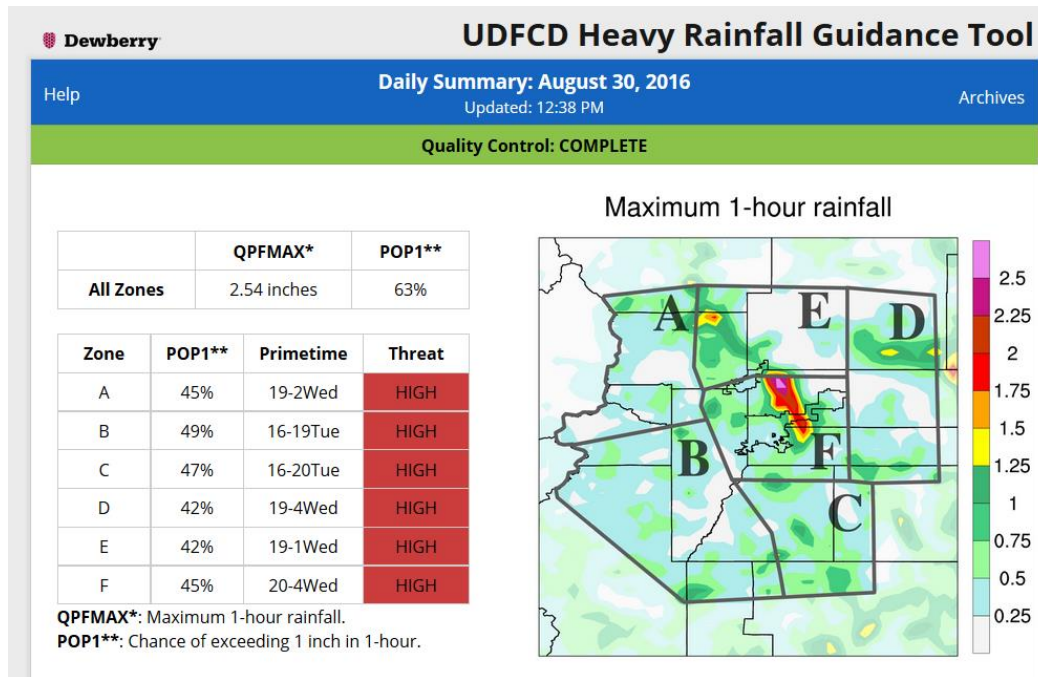 Dewberry
UDFCD Heavy Rainfall Guidance Tool
Help
Daily Summary: August 30, 2016
Updated: 12:38 PM
Archives
Quality Control: COMPLETE
QPFMAX* POP1**
All Zones 2.54 inches 63%
Zone POP1** Primetime Threat
A 45% 19-2Wed HIGH
B 49% 16-19Tue HIGH
C 47% 16-20Tue HIGH
D 42% 19-4Wed HIGH
E 42% 19-1Wed HIGH
F 45% 20-4Wed HIGH
QPFMAX*: Maximum 1-hour rainfall.
POP1**: Chance of exceeding 1 inch in 1-hour.
Maximum 1-hour rainfall
A E D
B F
C
2.5
2.25
2
1.75
1.5
1.25
1
0.75
0.5
0.25